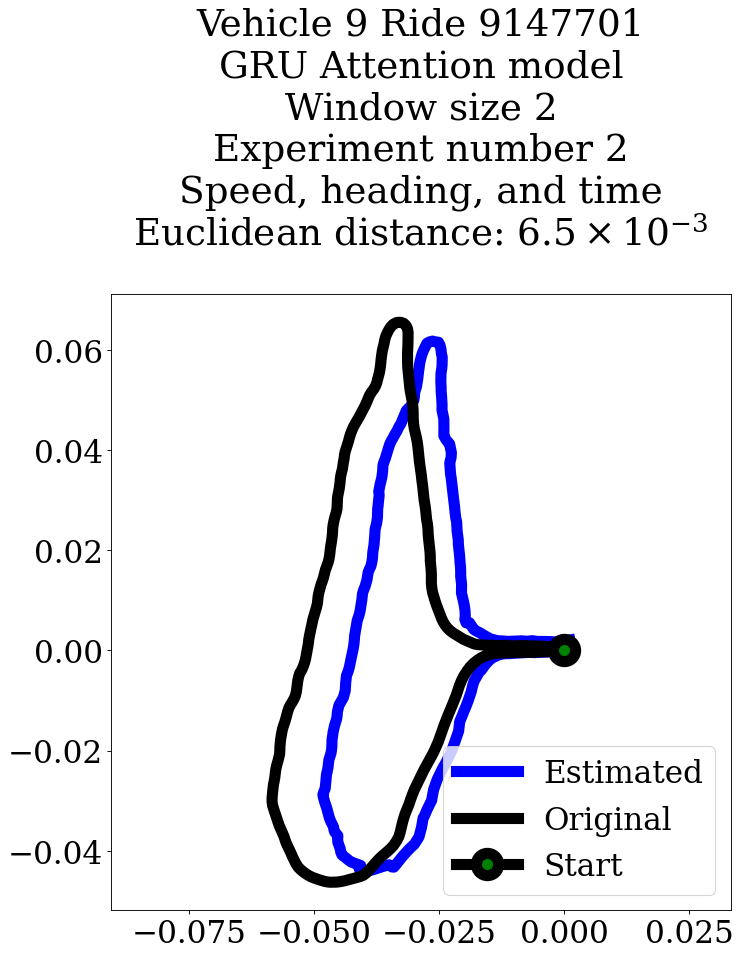 Vehicle 9 Ride 9147701
GRU Attention model
Window size 2
Experiment number 2
Speed, heading, and time
Euclidean distance: 6.5 × 10⁻³
0.06
0.04
0.02
0.00
−0.02
−0.04
Estimated
Original
Start
−0.075 −0.050 −0.025 0.000 0.025